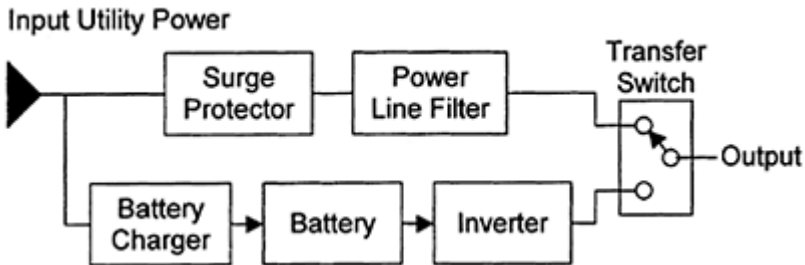 Input Utility Power
Surge
Protector
Power
Line Filter
Transfer
Switch
Output
Battery
Charger
Battery
Inverter